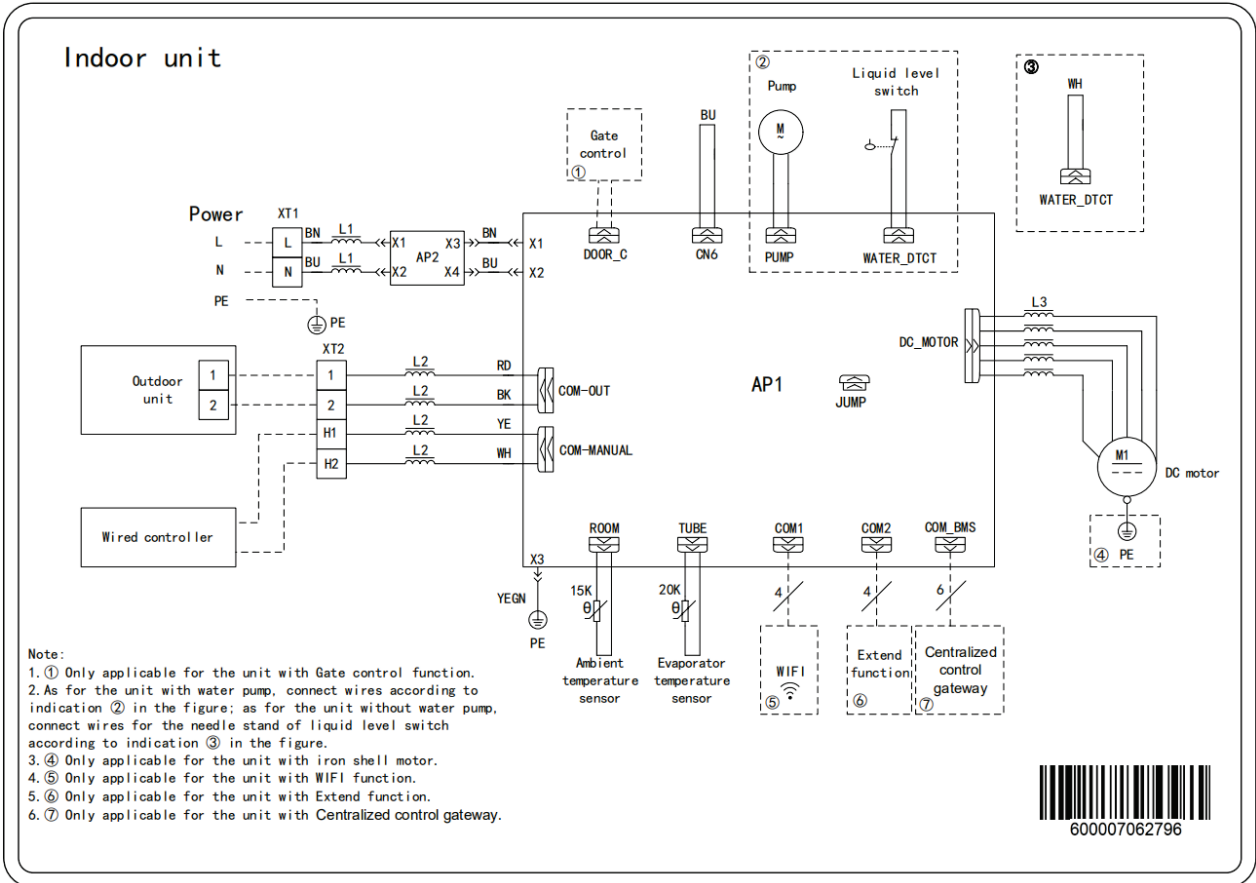 Indoor unit
②
Pump
M
~
Liquid level
switch
③
WH
WATER_DTCT
BU
Gate
control
①
Power
XT1
L
L
BN
L1
X1
X3
BN
X1
AP2
N
N
BU
L1
X2
X4
BU
X2
DOOR_C
CN6
PUMP
WATER_DTCT
PE
PE
XT2
Outdoor
unit
1
2
1
L2
RD
2
L2
BK
COM-OUT
H1
L2
YE
H2
L2
WH
COM-MANUAL
Wired controller
DC_MOTOR
L3
AP1
JUMP
M1
DC motor
④ PE
X3
YEGN
PE
ROOM
TUBE
COM1
COM2
COM_BMS
15K
θ
20K
θ
4
4
6
Ambient
temperature
sensor
Evaporator
temperature
sensor
WIFI
⑤
Extend
function
⑥
Centralized
control
gateway
⑦
Note:
1. ① Only applicable for the unit with Gate control function.
2. As for the unit with water pump, connect wires according to
indication ② in the figure; as for the unit without water pump,
connect wires for the needle stand of liquid level switch
according to indication ③ in the figure.
3. ④ Only applicable for the unit with iron shell motor.
4. ⑤ Only applicable for the unit with WIFI function.
5. ⑥ Only applicable for the unit with Extend function.
6. ⑦ Only applicable for the unit with Centralized control gateway.
600007062796